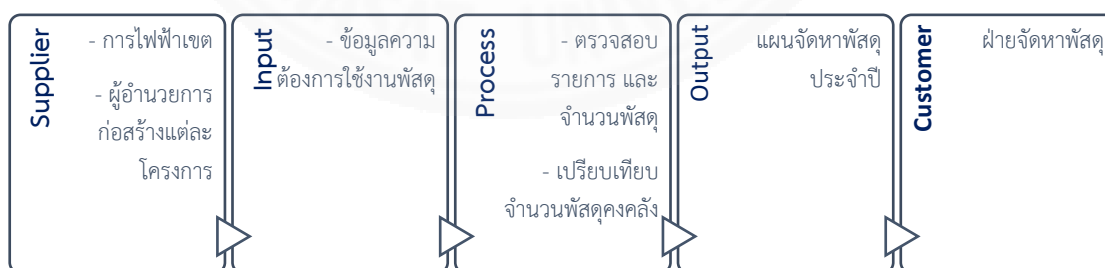 Supplier
- การไฟฟ้าเขต
- ผู้อำนวยการ
ก่อสร้างแต่ละ
โครงการ
Input
- ข้อมูลความ
ต้องการใช้งานพัสดุ
Process
- ตรวจสอบ
รายการ และ
จำนวนพัสดุ
- เปรียบเทียบ
จำนวนพัสดุคงคลัง
Output
แผนจัดหาพัสดุ
ประจำปี
Customer
ฝ่ายจัดหาพัสดุ